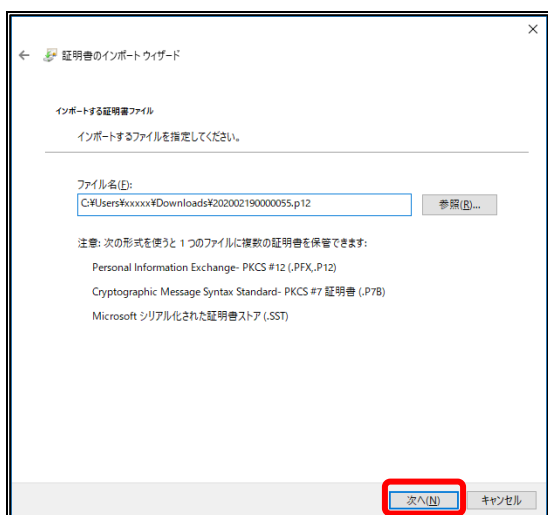 証明書のインポート ウィザード
インポートする証明書ファイル
インポートするファイルを指定してください。
ファイル名(F):
C:¥Users¥xxxxx¥Downloads¥202002190000055.p12
参照(R)...
注意: 次の形式を使うと 1 つのファイルに複数の証明書を保管できます:
Personal Information Exchange- PKCS #12 (.PFX,.P12)
Cryptographic Message Syntax Standard- PKCS #7 証明書 (.P7B)
Microsoft シリアル化された証明書ストア (.SST)
次へ(N)
キャンセル